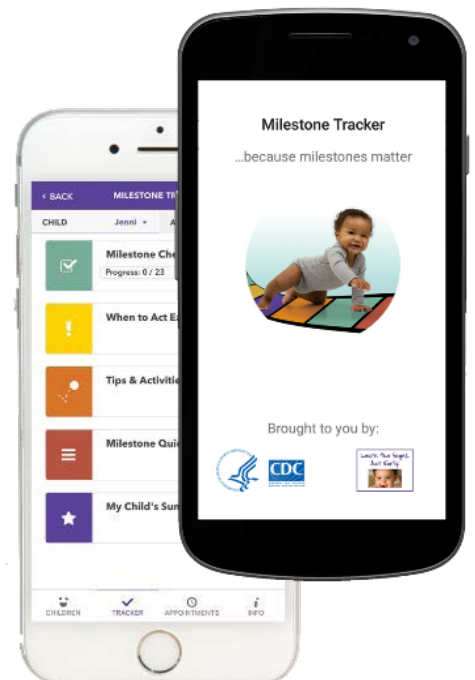 Milestone Tracker
...because milestones matter
Brought to you by:
CDC
Learn the Signs.
Act Early.
< BACK
MILESTONE TR
CHILD
Jenni
A
Milestone Che
Progress: 0 / 23
When to Act Ea
Tips & Activitie
Milestone Quic
My Child's Sum
CHILDREN
TRACKER
APPOINTMENTS
INFO